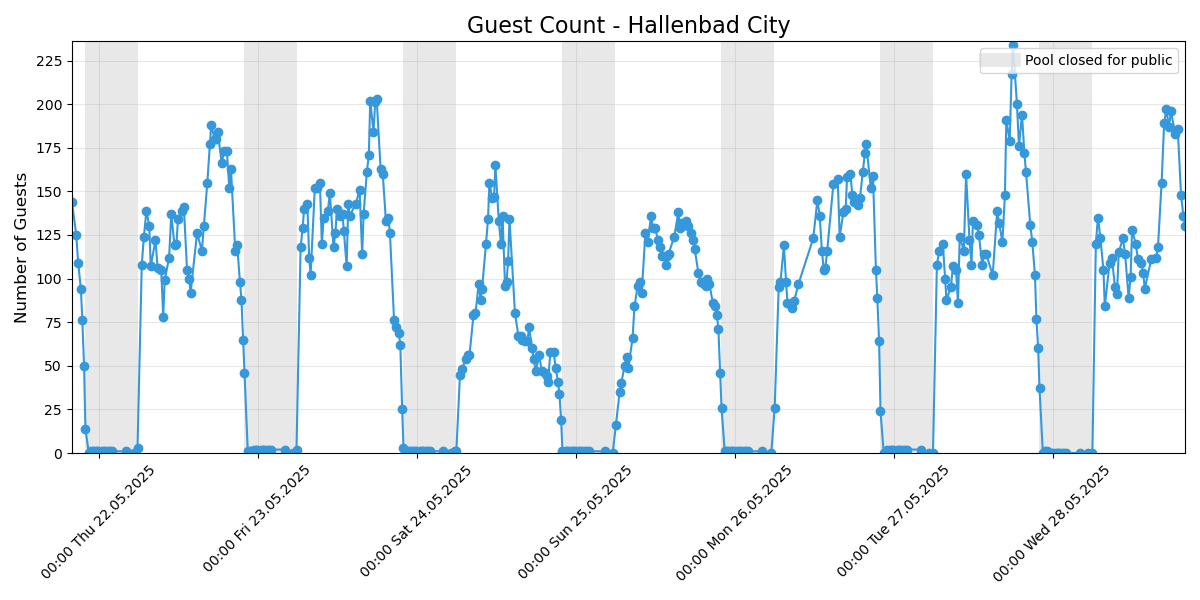 Guest Count - Hallenbad City
Pool closed for public
Number of Guests
225
200
175
150
125
100
75
50
25
0
00:00 Thu 22.05.2025
00:00 Fri 23.05.2025
00:00 Sat 24.05.2025
00:00 Sun 25.05.2025
00:00 Mon 26.05.2025
00:00 Tue 27.05.2025
00:00 Wed 28.05.2025